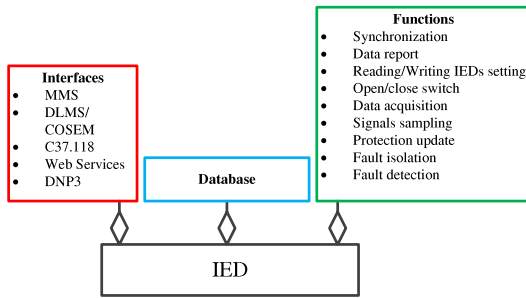 Interfaces
• MMS
• DLMS/
COSEM
• C37.118
• Web Services
• DNP3
Database
Functions
• Synchronization
• Data report
• Reading/Writing IEDs setting
• Open/close switch
• Data acquisition
• Signals sampling
• Protection update
• Fault isolation
• Fault detection
IED